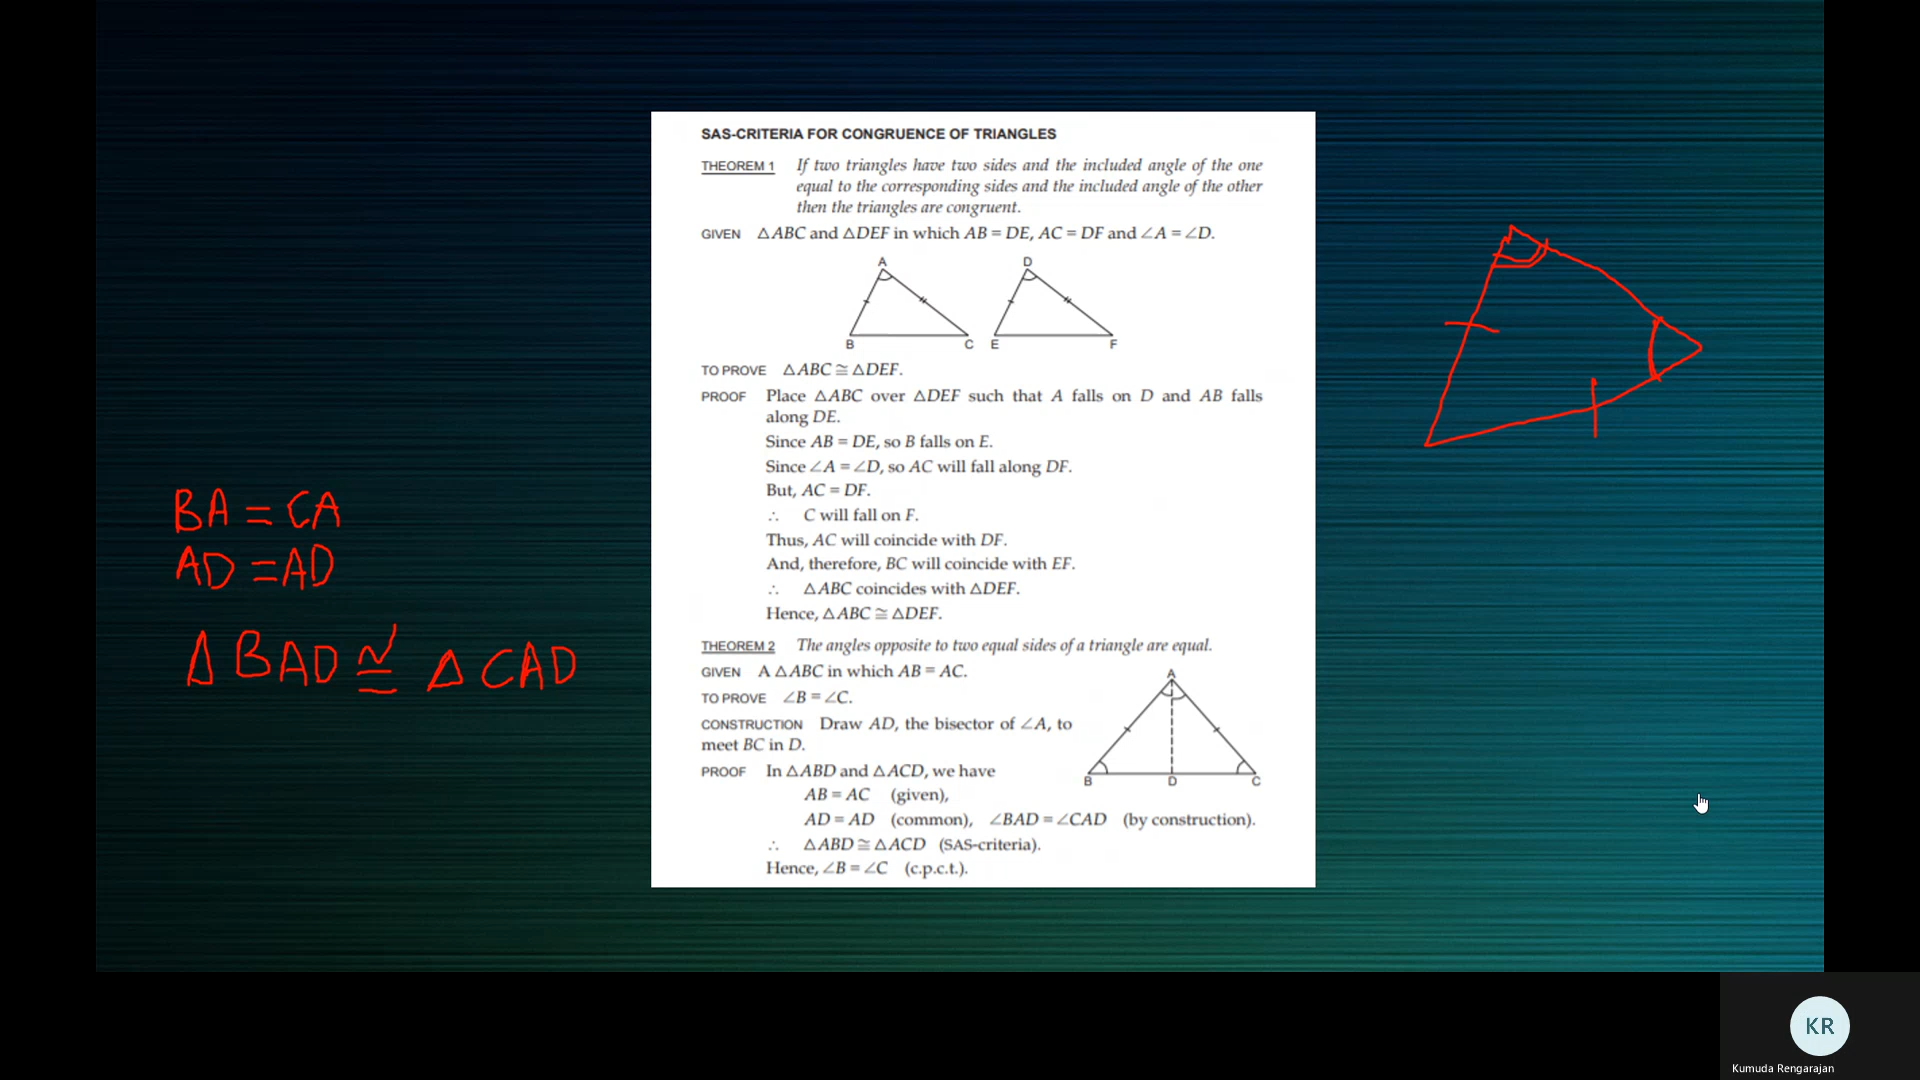 SAS-CRITERIA FOR CONGRUENCE OF TRIANGLES
THEOREM 1 If two triangles have two sides and the included angle of the one
equal to the corresponding sides and the included angle of the other
then the triangles are congruent.
GIVEN △ABC and △DEF in which AB = DE, AC = DF and ∠A = ∠D.
A D
B C E F
TO PROVE △ABC ≅ △DEF.
PROOF Place △ABC over △DEF such that A falls on D and AB falls
along DE.
Since AB = DE, so B falls on E.
Since ∠A = ∠D, so AC will fall along DF.
But, AC = DF.
∴ C will fall on F.
Thus, AC will coincide with DF.
And, therefore, BC will coincide with EF.
∴ △ABC coincides with △DEF.
Hence, △ABC ≅ △DEF.
THEOREM 2 The angles opposite to two equal sides of a triangle are equal.
GIVEN A △ABC in which AB = AC.
TO PROVE ∠B = ∠C.
CONSTRUCTION Draw AD, the bisector of ∠A, to
meet BC in D.
PROOF In △ABD and △ACD, we have
AB = AC (given),
AD = AD (common), ∠BAD = ∠CAD (by construction).
∴ △ABD ≅ △ACD (SAS-criteria).
Hence, ∠B = ∠C (c.p.c.t.).
A
B D C
BA = CA
AD = AD
△ BAD ≅ △ CAD
KR
Kumuda Rengarajan